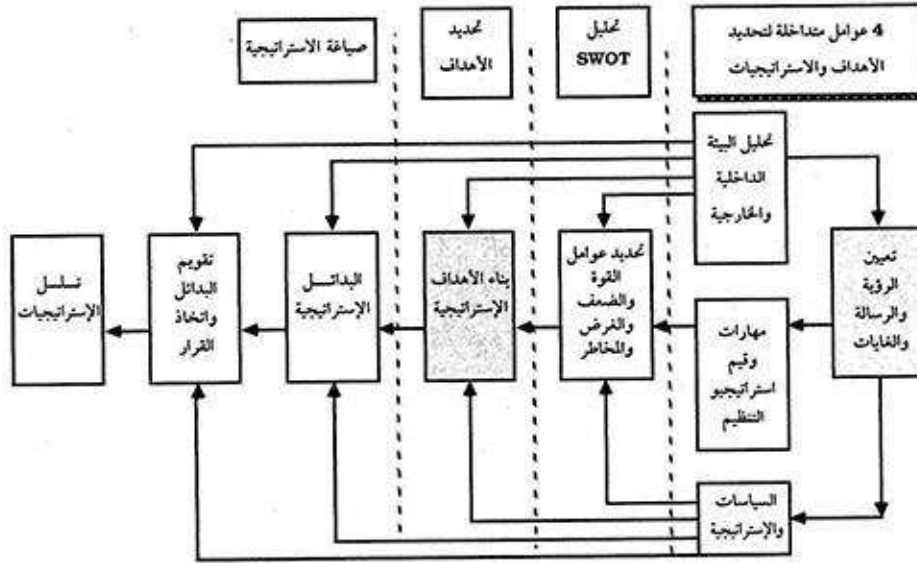 4 عوامل متداخلة لتحديد
الأهداف والاستراتيجيات
تحليل
SWOT
تحديد
الأهداف
صياغة الاستراتيجية
تحليل البيئة
الداخلية
والخارجية
تعيين
الرؤية
والرسالة
والغايات
مهارات
وقيم
استراتيجيو
التنظيم
السياسات
والإستراتيجية
تحديد عوامل
القوة
والضعف
والفرض
والمخاطر
بناء الأهداف
الإستراتيجية
البدائــل
الإستراتيجية
تقويم
البدائل
واتخاذ
القرار
تسلسل
الإستراتيجيات